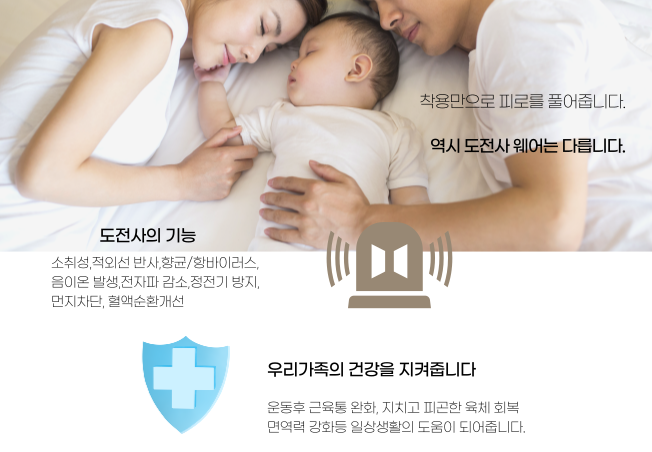 착용만으로 피로를 풀어줍니다.
역시 도전사 웨어는 다릅니다.
도전사의 기능
소취성,적외선 반사,향균/항바이러스,
음이온 발생,전자파 감소,정전기 방지,
먼지차단, 혈액순환개선
우리가족의 건강을 지켜줍니다
운동후 근육통 완화, 지치고 피곤한 육체 회복
면역력 강화등 일상생활의 도움이 되어줍니다.